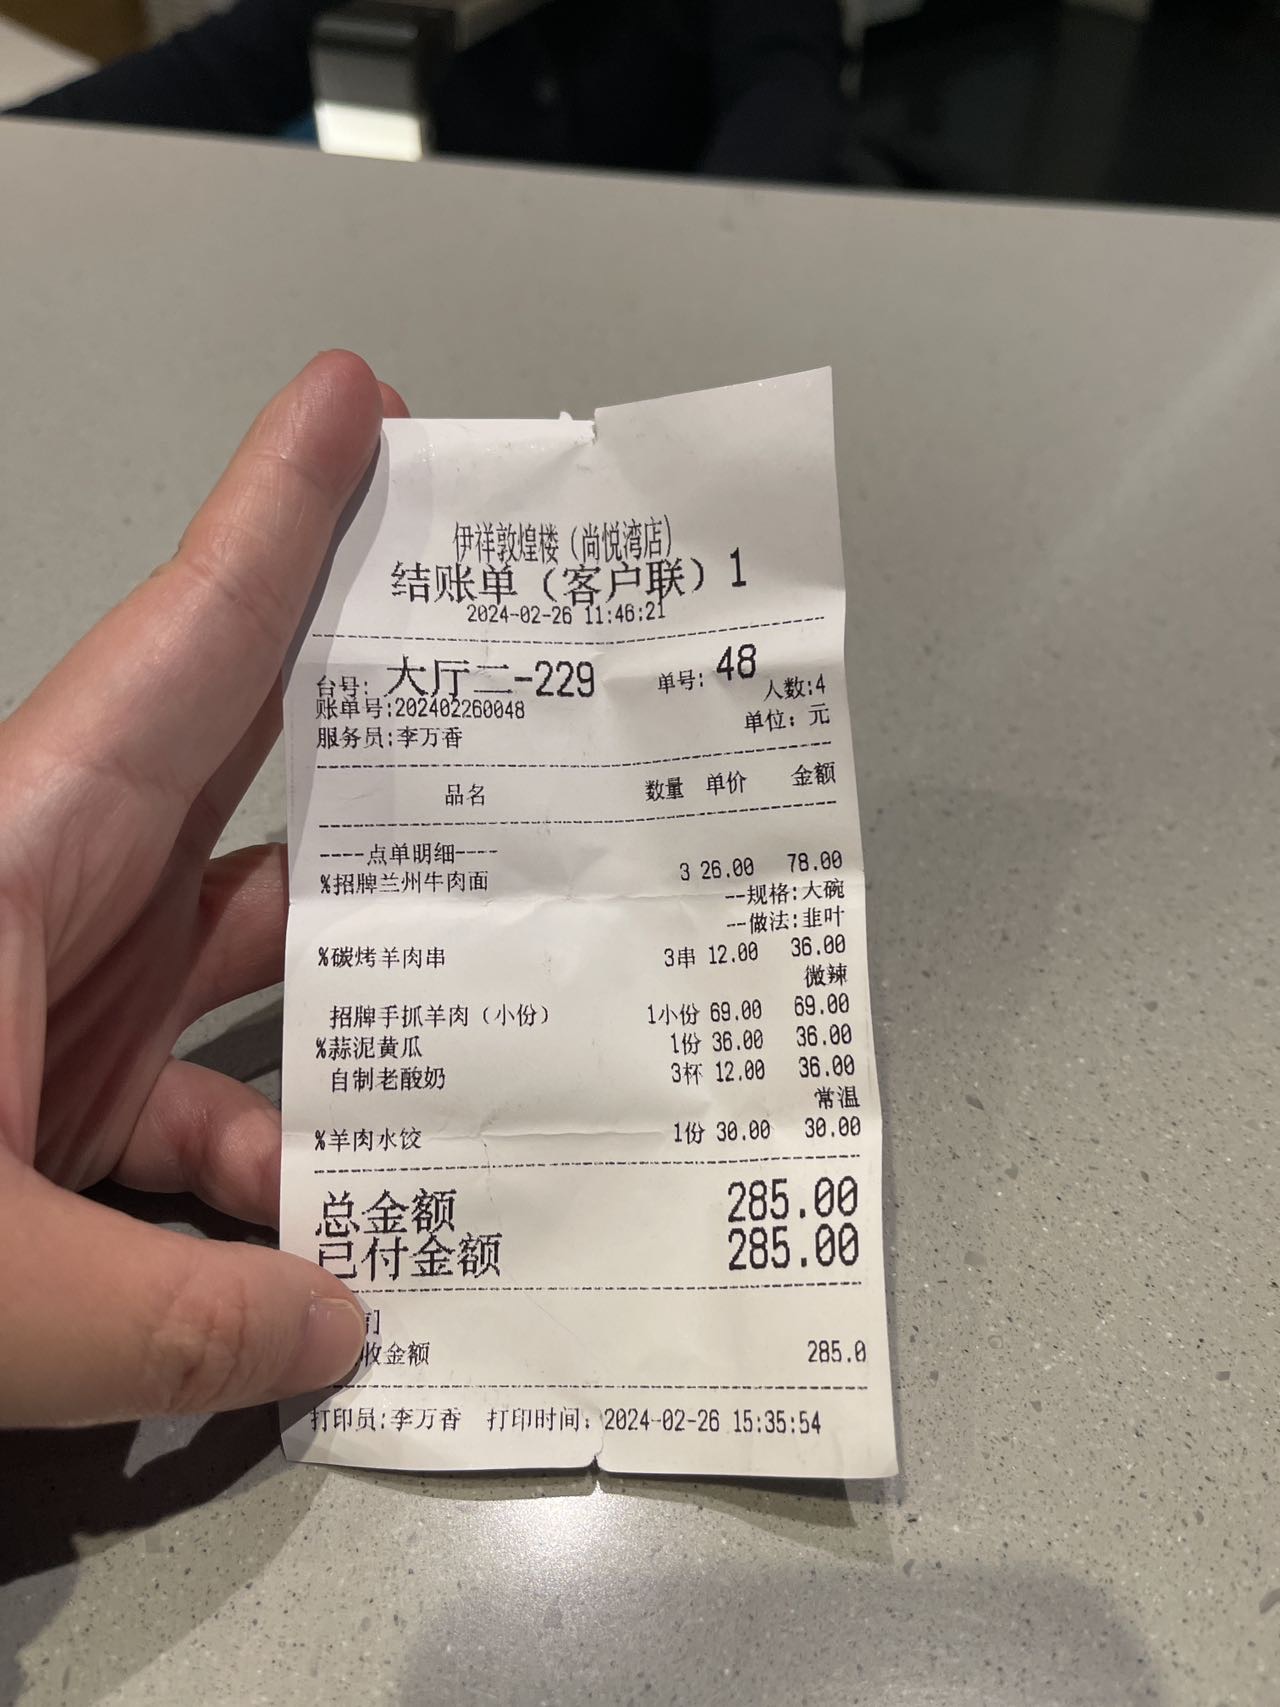 伊祥敦煌楼（尚悦湾店）
结账单（客户联）1
2024-02-26 11:46:21
台号: 大厅二-229 单号: 48 人数:4
账单号:202402260048 单位: 元
服务员:李万香
品名 数量 单价 金额
----点单明细----
%招牌兰州牛肉面 3 26.00 78.00
--规格:大碗
--做法:韭叶
%碳烤羊肉串 3串 12.00 36.00
微辣
招牌手抓羊肉（小份） 1小份 69.00 69.00
%蒜泥黄瓜 1份 36.00 36.00
自制老酸奶 3杯 12.00 36.00
常温
%羊肉水饺 1份 30.00 30.00
总金额 285.00
已付金额 285.00
收金额 285.0
打印员:李万香 打印时间: 2024-02-26 15:35:54